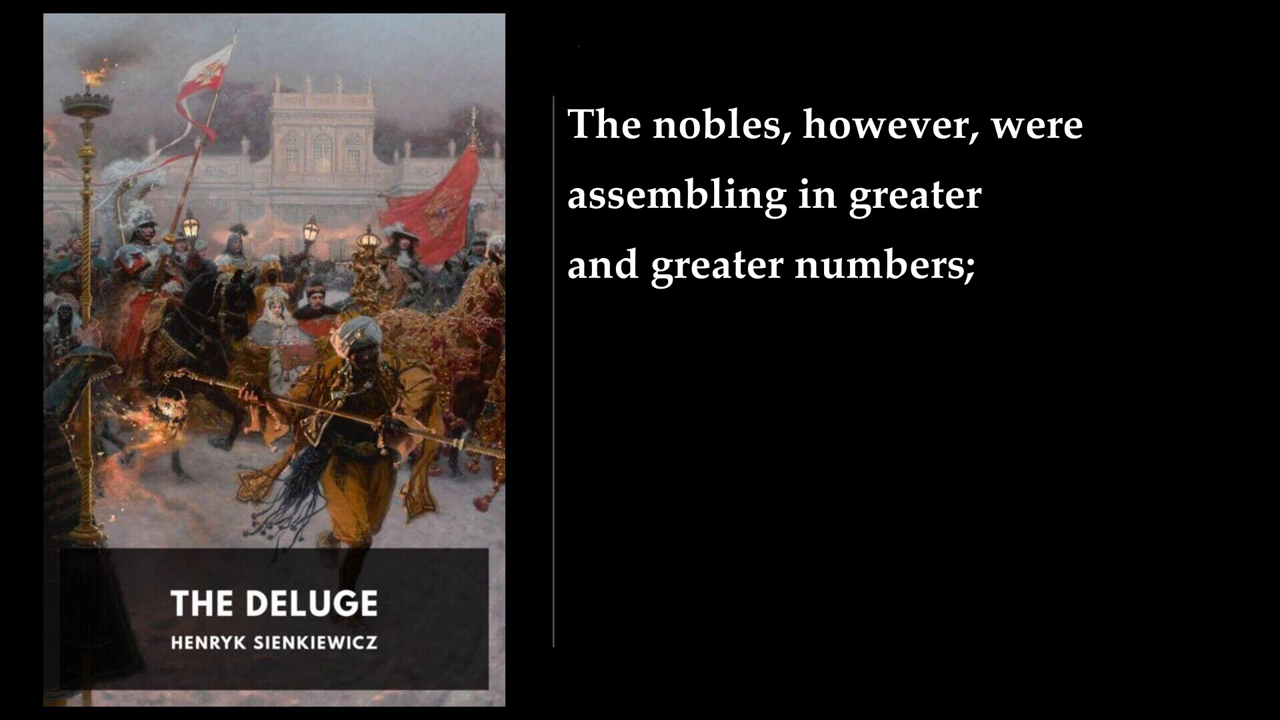 The nobles, however, were
assembling in greater
and greater numbers;
THE DELUGE
HENRYK SIENKIEWICZ